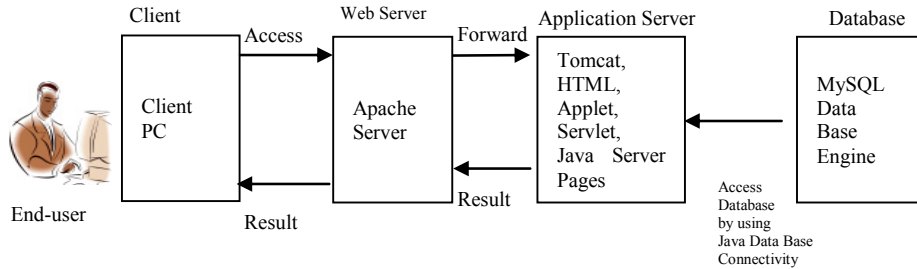 Client
Web Server
Application Server
Database
Access
Forward
Client
PC
Apache
Server
Tomcat,
HTML,
Applet,
Servlet,
Java Server
Pages
MySQL
Data
Base
Engine
End-user
Result
Result
Access
Database
by using
Java Data Base
Connectivity